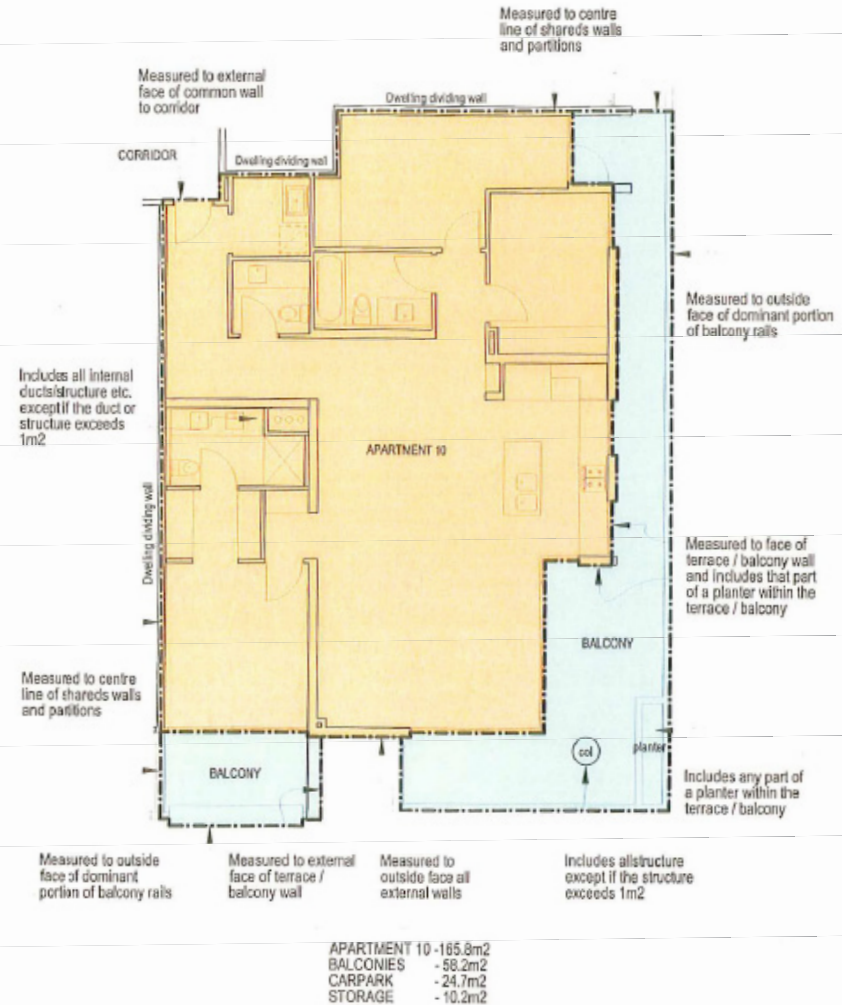 Measured to centre
line of shareds walls
and partitions
Measured to external
face of common wall
to corridor
Dwelling dividing wall
CORRIDOR
Dwelling dividing wall
Measured to outside
face of dominant portion
of balcony rails
Includes all internal
ducts/structure etc.
except if the duct or
structure exceeds
1m2
APARTMENT 10
Dwelling dividing wall
Measured to face of
terrace / balcony wall
and includes that part
of a planter within the
terrace / balcony
BALCONY
Measured to centre
line of shareds walls
and partitions
col
planter
BALCONY
Includes any part of
a planter within the
terrace / balcony
Measured to outside
face of dominant
portion of balcony rails
Measured to external
face of terrace /
balcony wall
Measured to
outside face all
external walls
Includes allstructure
except if the structure
exceeds 1m2
APARTMENT 10 -165.8m2
BALCONIES - 58.2m2
CARPARK - 24.7m2
STORAGE - 10.2m2